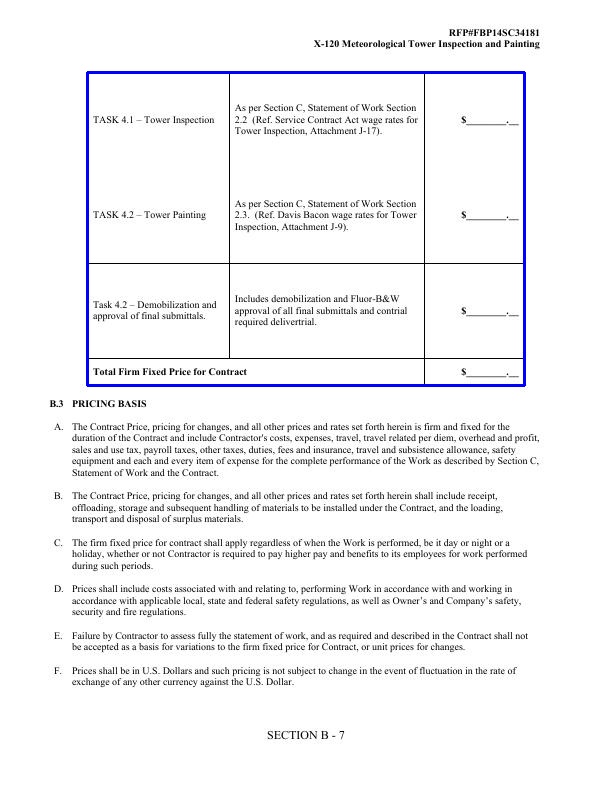 RFP#FBP14SC34181
X-120 Meteorological Tower Inspection and Painting
TASK 4.1 – Tower Inspection
As per Section C, Statement of Work Section
2.2 (Ref. Service Contract Act wage rates for
Tower Inspection, Attachment J-17).
$________.__
TASK 4.2 – Tower Painting
As per Section C, Statement of Work Section
2.3. (Ref. Davis Bacon wage rates for Tower
Inspection, Attachment J-9).
$________.__
Task 4.2 – Demobilization and
approval of final submittals.
Includes demobilization and Fluor-B&W
approval of all final submittals and contrial
required delivertrial.
$________.__
Total Firm Fixed Price for Contract
$________.__
B.3 PRICING BASIS
A. The Contract Price, pricing for changes, and all other prices and rates set forth herein is firm and fixed for the
duration of the Contract and include Contractor's costs, expenses, travel, travel related per diem, overhead and profit,
sales and use tax, payroll taxes, other taxes, duties, fees and insurance, travel and subsistence allowance, safety
equipment and each and every item of expense for the complete performance of the Work as described by Section C,
Statement of Work and the Contract.
B. The Contract Price, pricing for changes, and all other prices and rates set forth herein shall include receipt,
offloading, storage and subsequent handling of materials to be installed under the Contract, and the loading,
transport and disposal of surplus materials.
C. The firm fixed price for contract shall apply regardless of when the Work is performed, be it day or night or a
holiday, whether or not Contractor is required to pay higher pay and benefits to its employees for work performed
during such periods.
D. Prices shall include costs associated with and relating to, performing Work in accordance with and working in
accordance with applicable local, state and federal safety regulations, as well as Owner’s and Company’s safety,
security and fire regulations.
E. Failure by Contractor to assess fully the statement of work, and as required and described in the Contract shall not
be accepted as a basis for variations to the firm fixed price for Contract, or unit prices for changes.
F. Prices shall be in U.S. Dollars and such pricing is not subject to change in the event of fluctuation in the rate of
exchange of any other currency against the U.S. Dollar.
SECTION B - 7